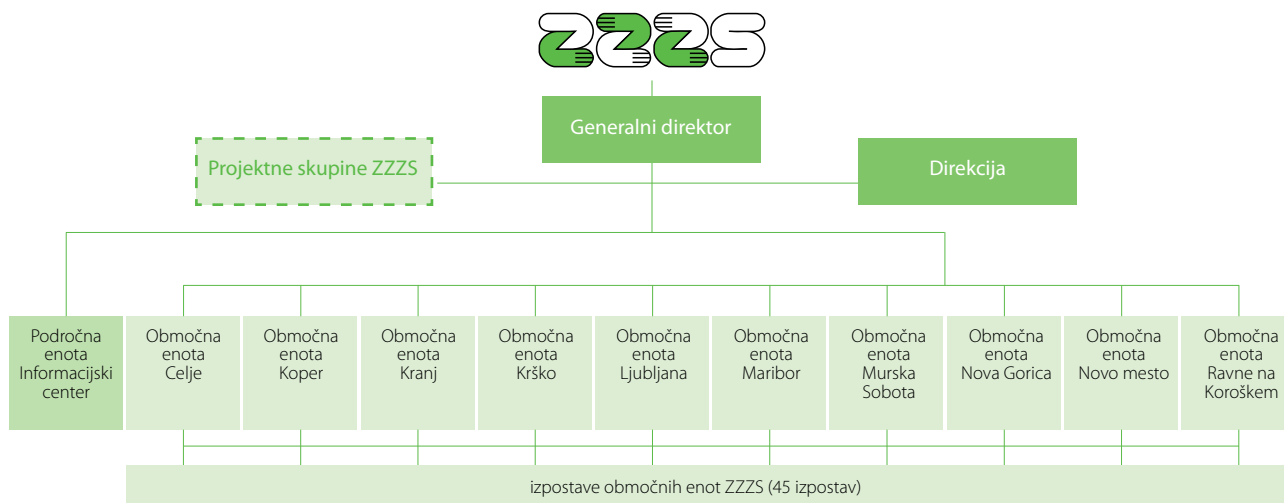 ZZZS
Generalni direktor
Projektne skupine ZZZS
Direkcija
Področna
enota
Informacijski
center
Območna
enota
Celje
Območna
enota
Koper
Območna
enota
Kranj
Območna
enota
Krško
Območna
enota
Ljubljana
Območna
enota
Maribor
Območna
enota
Murska
Sobota
Območna
enota
Nova Gorica
Območna
enota
Novo mesto
Območna
enota
Ravne na
Koroškem
izpostave območnih enot ZZZS (45 izpostav)